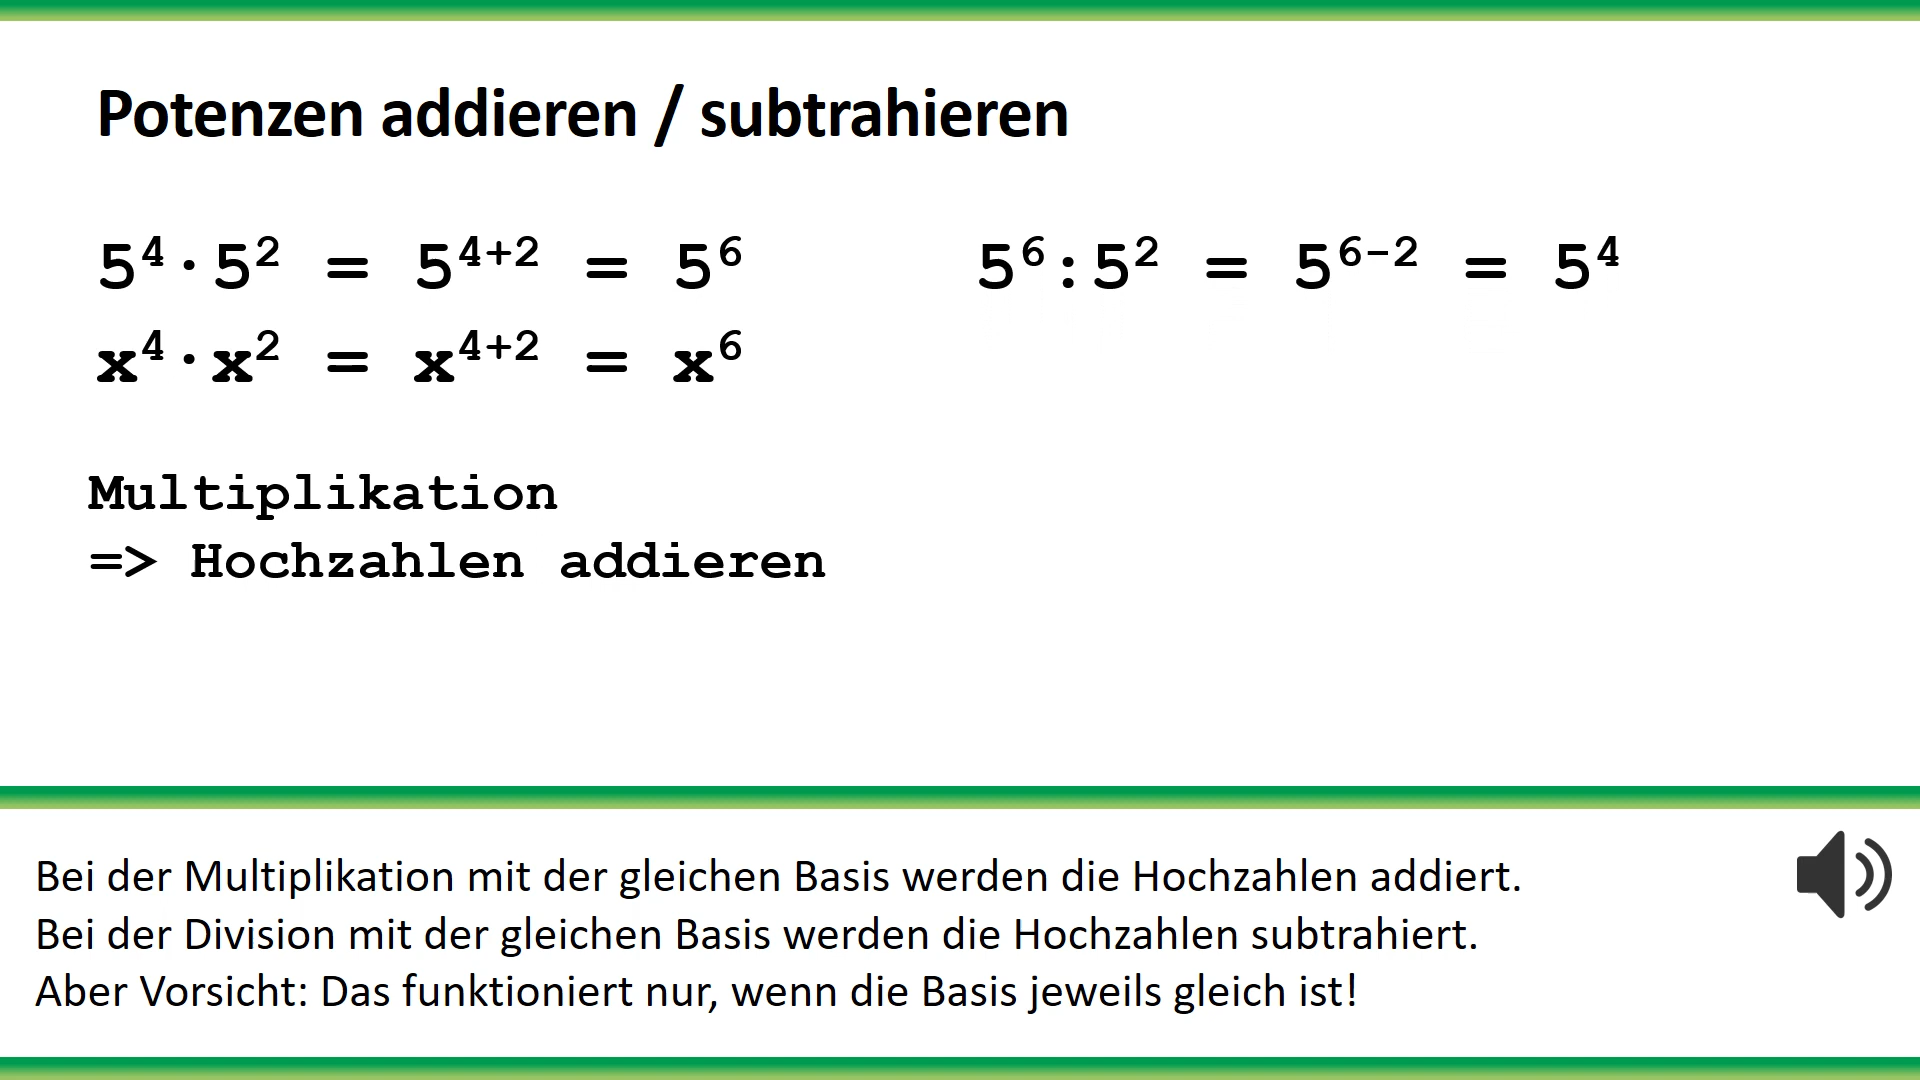 Potenzen addieren / subtrahieren
5⁴·5² = 5⁴⁺² = 5⁶
x⁴·x² = x⁴⁺² = x⁶
Multiplikation
=> Hochzahlen addieren
5⁶:5² = 5⁶⁻² = 5⁴
Bei der Multiplikation mit der gleichen Basis werden die Hochzahlen addiert.
Bei der Division mit der gleichen Basis werden die Hochzahlen subtrahiert.
Aber Vorsicht: Das funktioniert nur, wenn die Basis jeweils gleich ist!